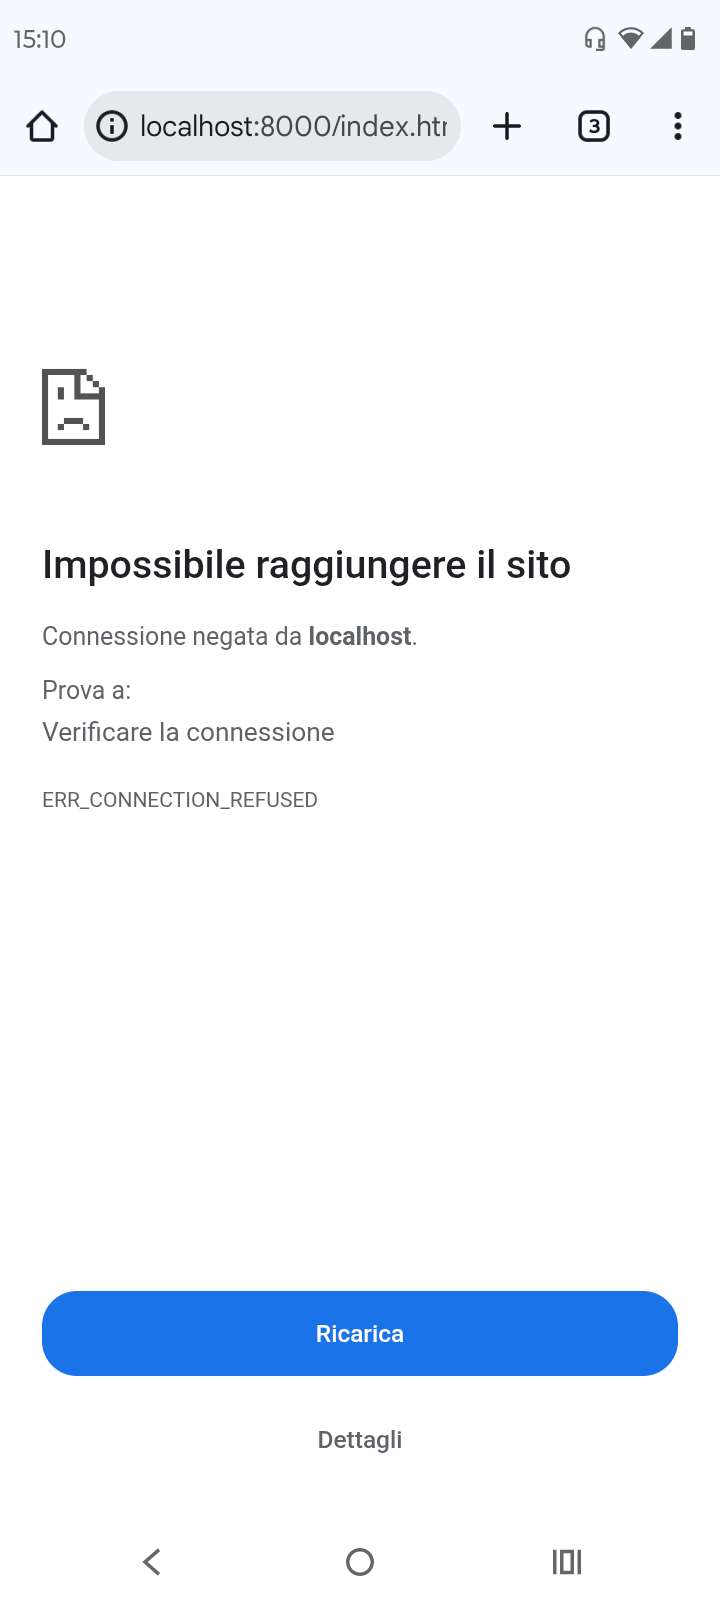 15:10
localhost:8000/index.htr
3
Impossibile raggiungere il sito
Connessione negata da localhost.
Prova a:
Verificare la connessione
ERR_CONNECTION_REFUSED
Ricarica
Dettagli